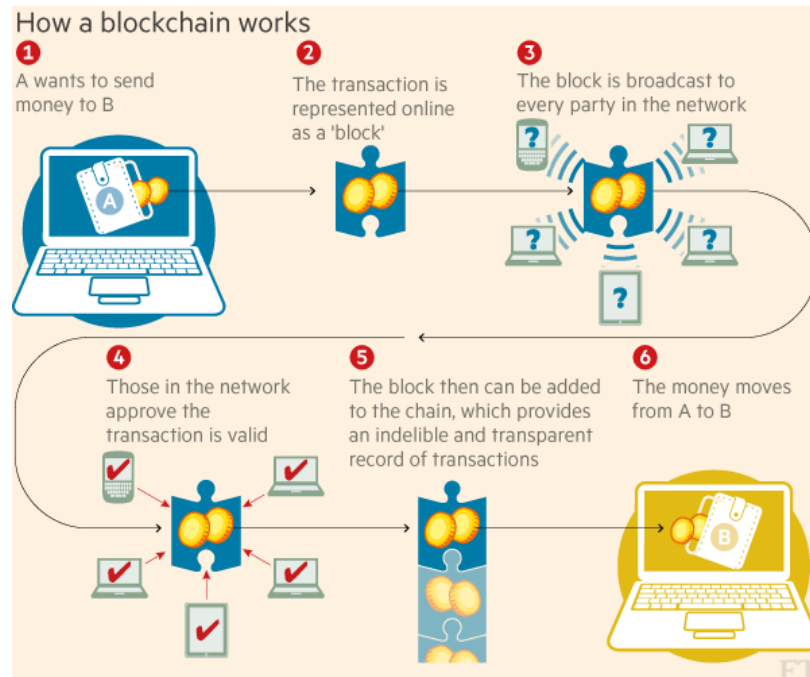 How a blockchain works
1
A wants to send
money to B
2
The transaction is
represented online
as a 'block'
3
The block is broadcast to
every party in the network
A
?
?
?
?
?
4
Those in the network
approve the
transaction is valid
5
The block then can be added
to the chain, which provides
an indelible and transparent
record of transactions
6
The money moves
from A to B
B
FT